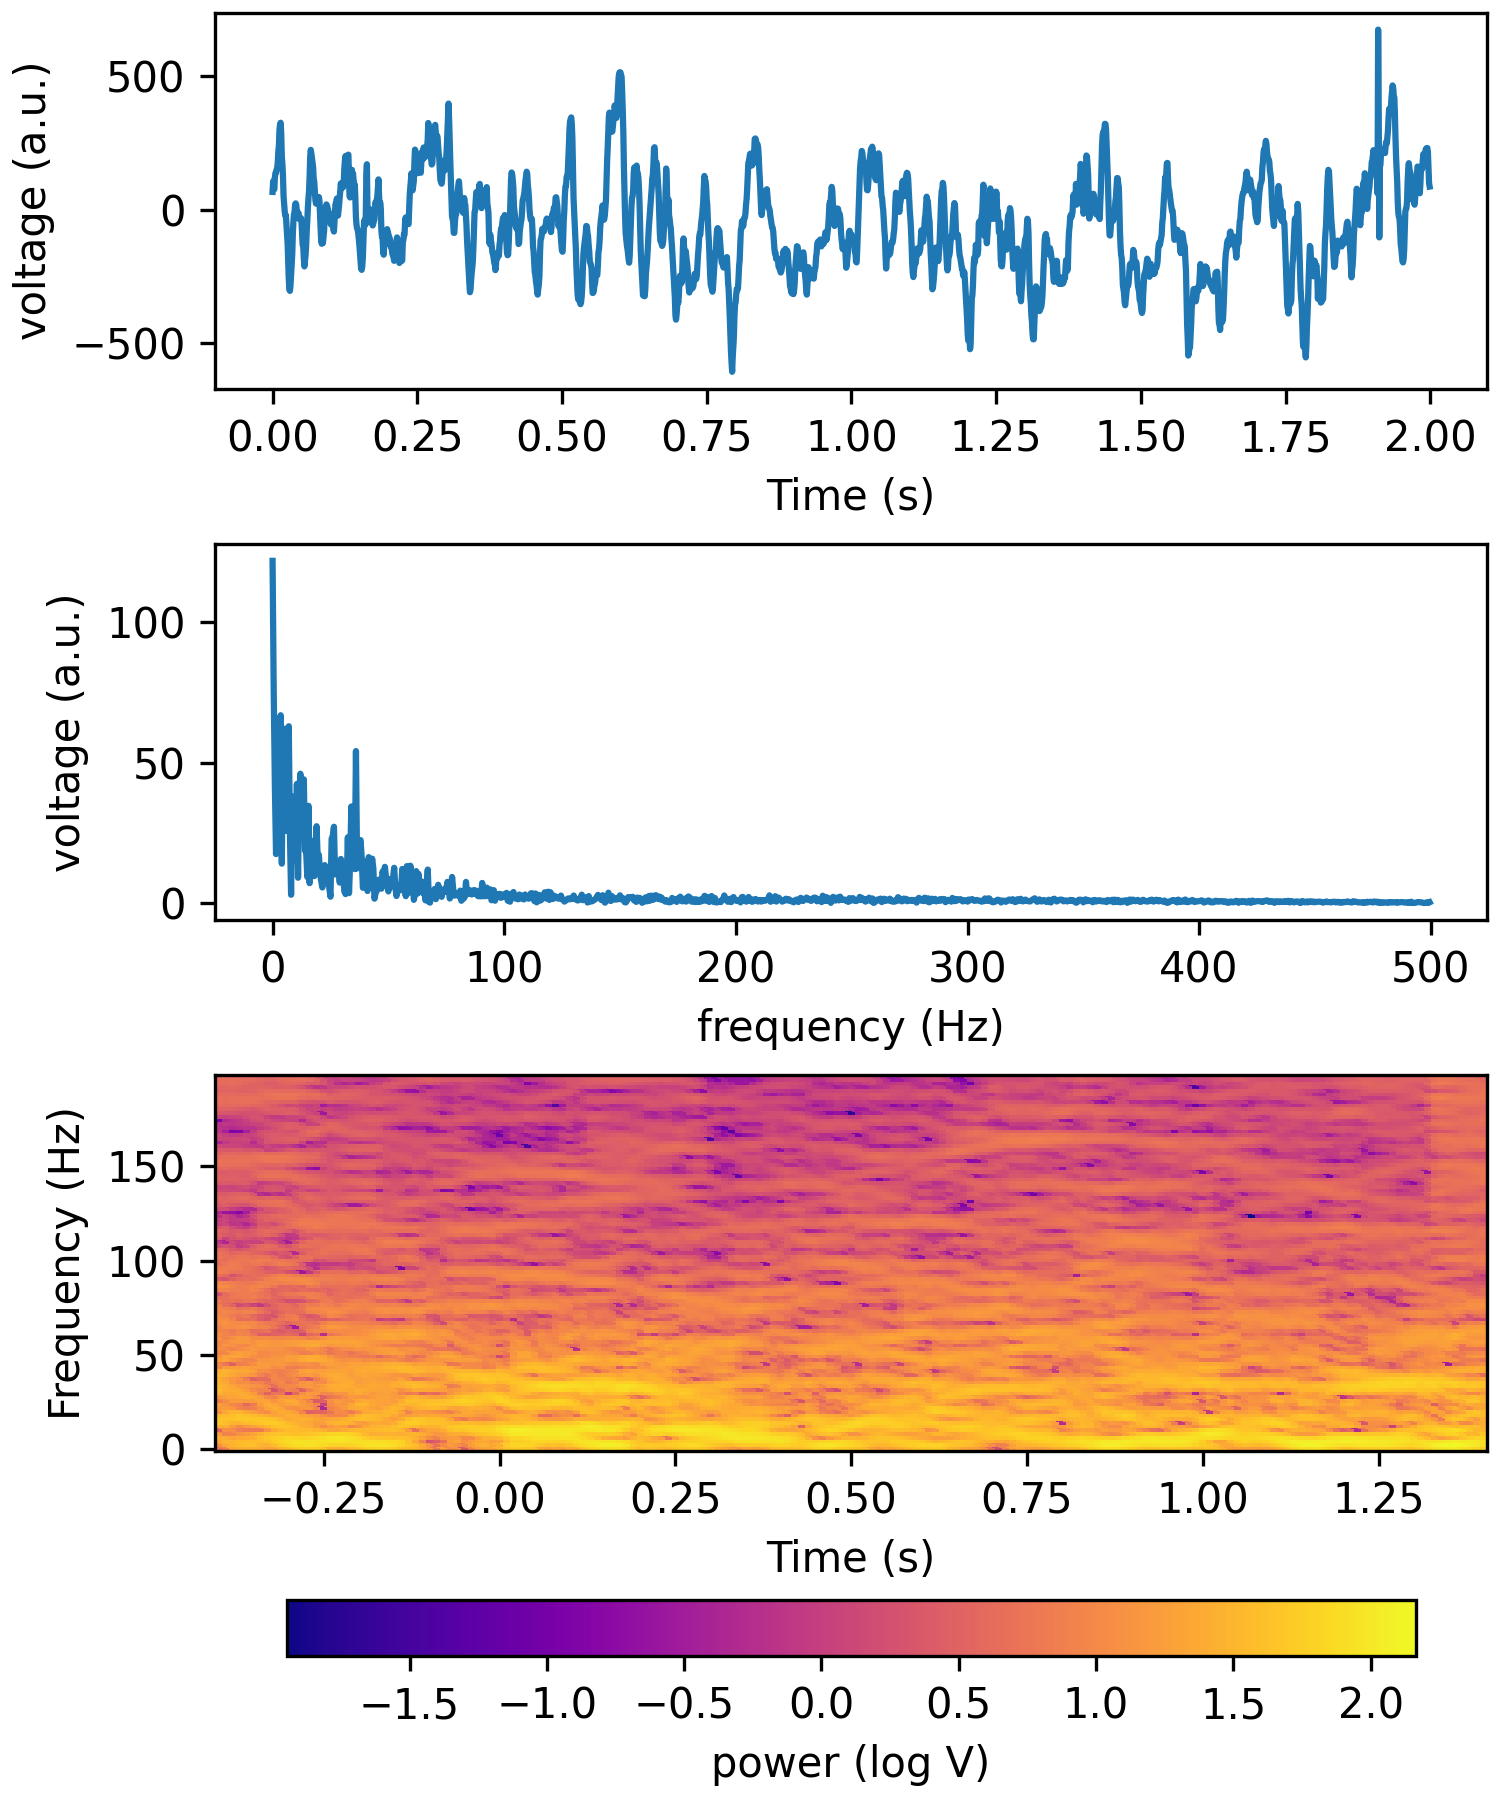 voltage (a.u.)
500
0
−500
0.00 0.25 0.50 0.75 1.00 1.25 1.50 1.75 2.00
Time (s)
voltage (a.u.)
100
50
0
0 100 200 300 400 500
frequency (Hz)
Frequency (Hz)
150
100
50
0
−0.25 0.00 0.25 0.50 0.75 1.00 1.25
Time (s)
−1.5 −1.0 −0.5 0.0 0.5 1.0 1.5 2.0
power (log V)